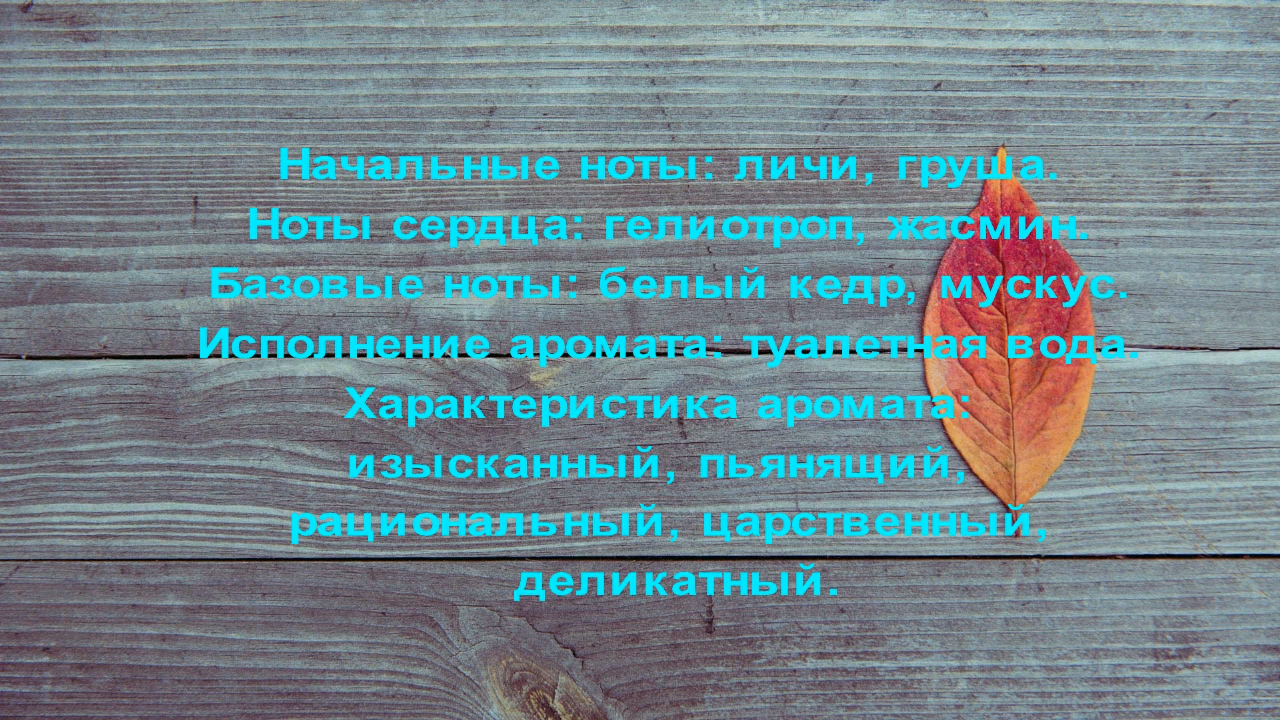 Начальные ноты: личи, груша.
Ноты сердца: гелиотроп, жасмин.
Базовые ноты: белый кедр, мускус.
Исполнение аромата: туалетная вода.
Характеристика аромата:
изысканный, пьянящий,
рациональный, царственный,
деликатный.